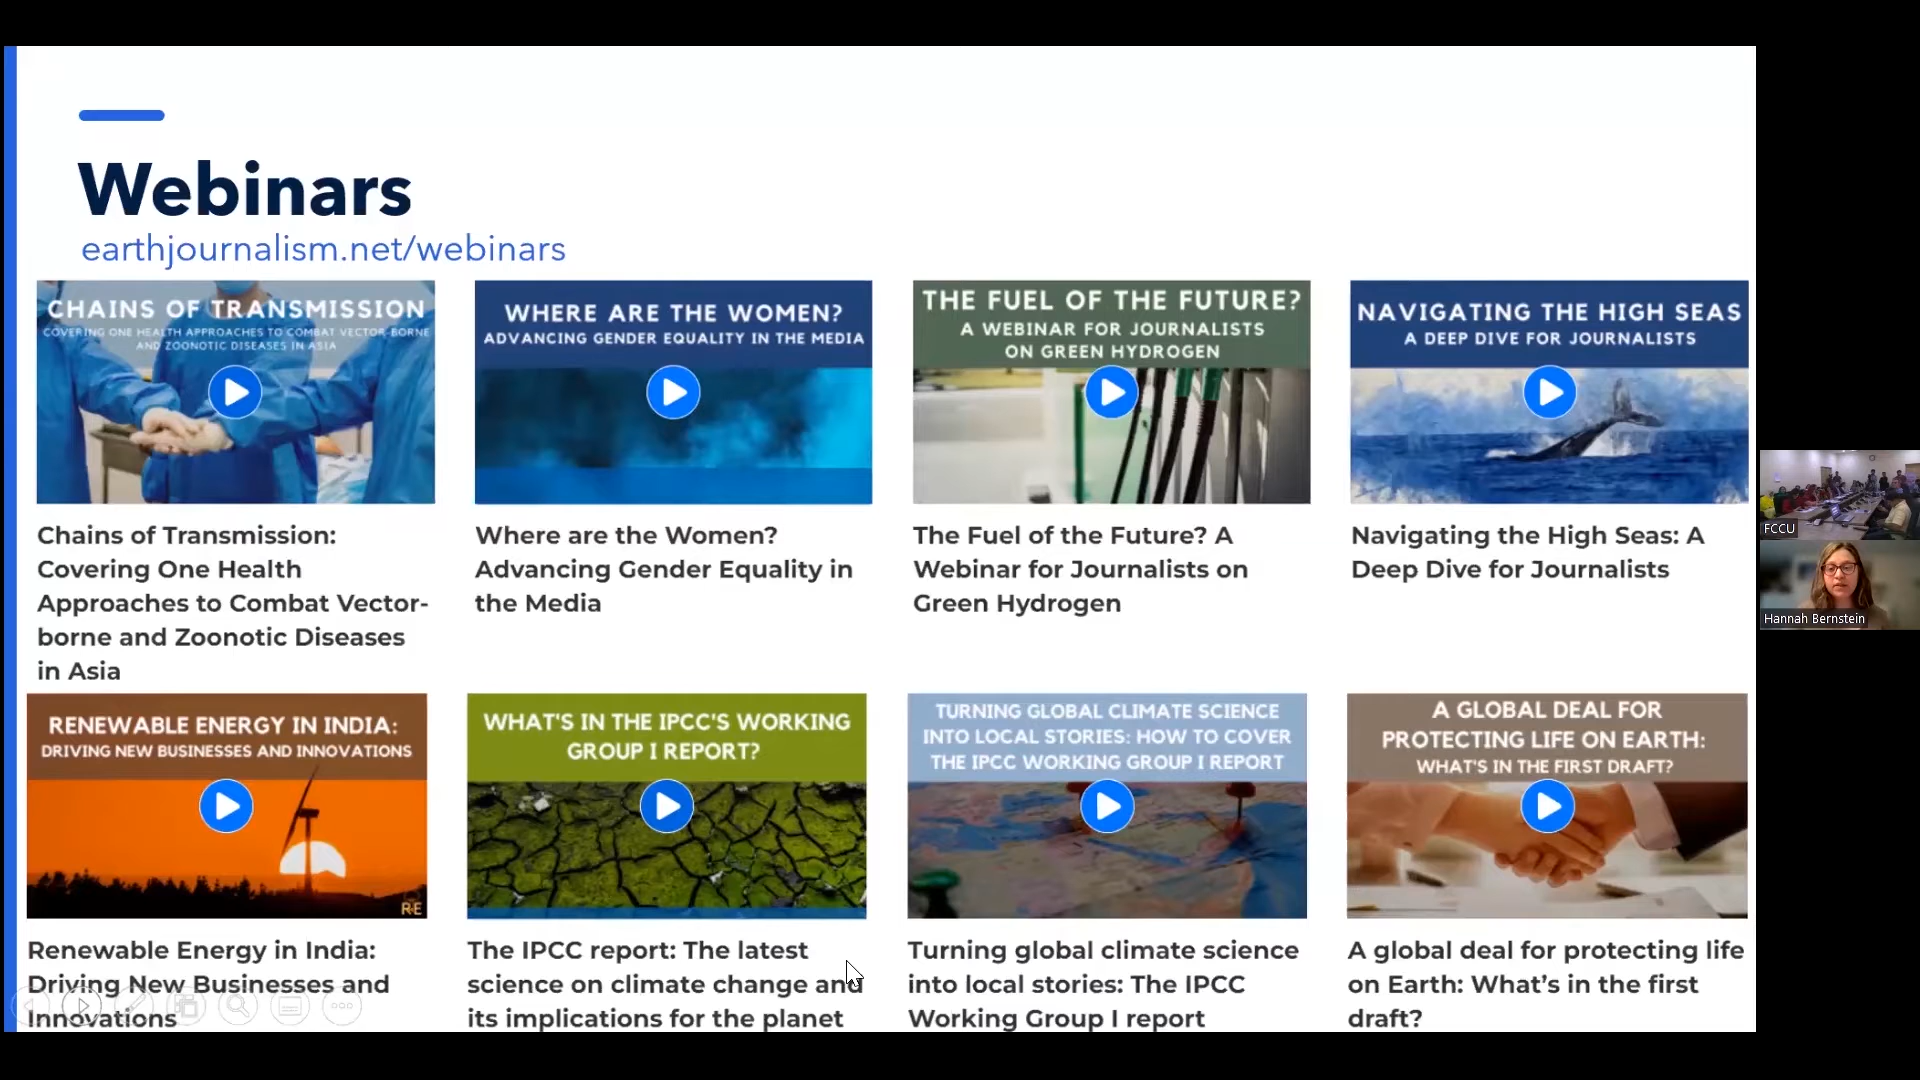 Webinars
earthjournalism.net/webinars
CHAINS OF TRANSMISSION
COVERING ONE HEALTH APPROACHES TO COMBAT VECTOR-BORNE
AND ZOONOTIC DISEASES IN ASIA
WHERE ARE THE WOMEN?
ADVANCING GENDER EQUALITY IN THE MEDIA
THE FUEL OF THE FUTURE?
A WEBINAR FOR JOURNALISTS
ON GREEN HYDROGEN
NAVIGATING THE HIGH SEAS
A DEEP DIVE FOR JOURNALISTS
Chains of Transmission:
Covering One Health
Approaches to Combat Vector-
borne and Zoonotic Diseases
in Asia
Where are the Women?
Advancing Gender Equality in
the Media
The Fuel of the Future? A
Webinar for Journalists on
Green Hydrogen
Navigating the High Seas: A
Deep Dive for Journalists
RENEWABLE ENERGY IN INDIA:
DRIVING NEW BUSINESSES AND INNOVATIONS
R·E
WHAT'S IN THE IPCC'S WORKING
GROUP I REPORT?
TURNING GLOBAL CLIMATE SCIENCE
INTO LOCAL STORIES: HOW TO COVER
THE IPCC WORKING GROUP I REPORT
A GLOBAL DEAL FOR
PROTECTING LIFE ON EARTH:
WHAT'S IN THE FIRST DRAFT?
Renewable Energy in India:
Driving New Businesses and
Innovations
The IPCC report: The latest
science on climate change and
its implications for the planet
Turning global climate science
into local stories: The IPCC
Working Group I report
A global deal for protecting life
on Earth: What's in the first
draft?
FCCU
Hannah Bernstein